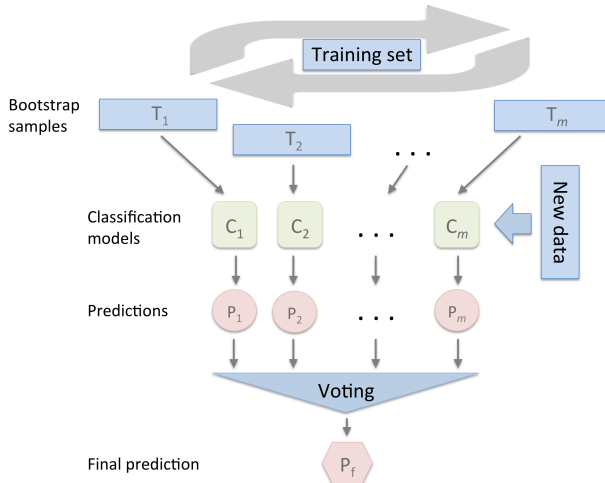 Training set
Bootstrap
samples
T1
T2
. . .
Tm
Classification
models
C1
C2
. . .
Cm
New data
Predictions
P1
P2
. . .
Pm
Voting
Final prediction
Pf